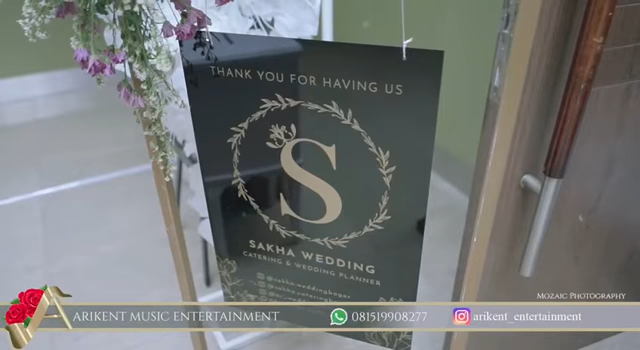 THANK YOU FOR HAVING US
S
SAKHA WEDDING
CATERING & WEDDING PLANNER
MOZAIC PHOTOGRAPHY
A ARIKENT MUSIC ENTERTAINMENT 081519908277 arikent_entertainment